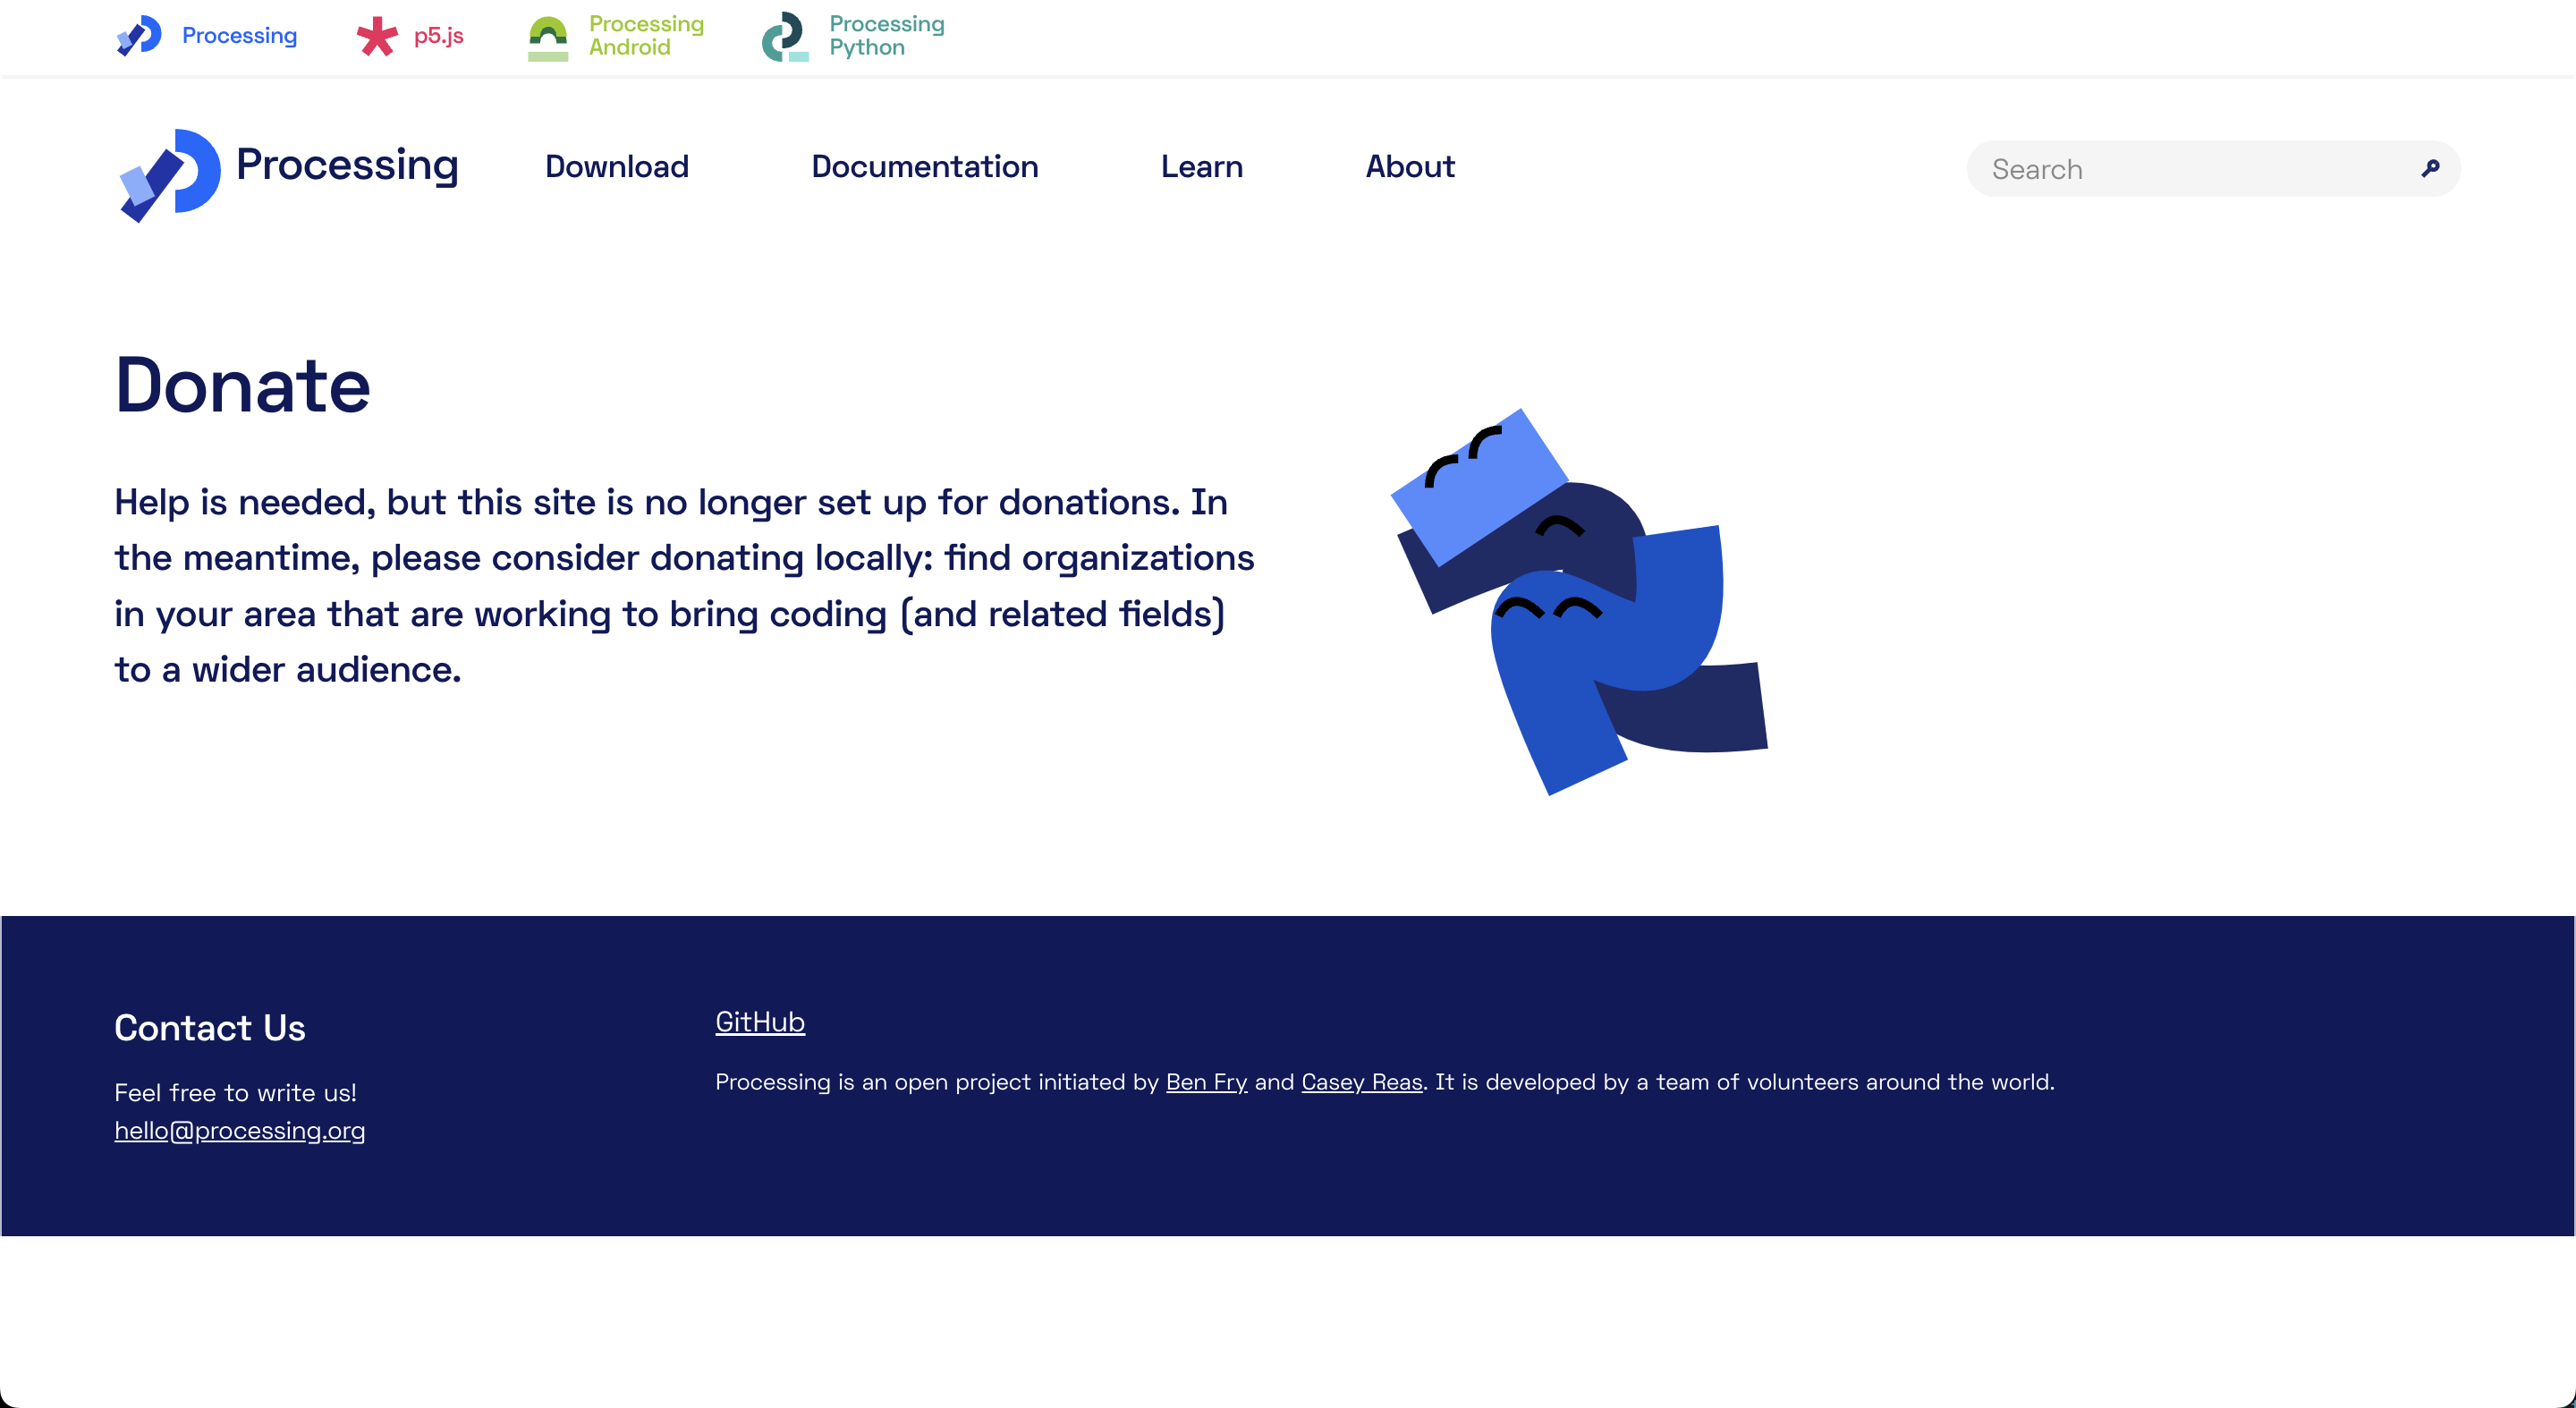 Processing
p5.js
Processing
Android
Processing
Python
Processing
Download
Documentation
Learn
About
Search
Donate
Help is needed, but this site is no longer set up for donations. In
the meantime, please consider donating locally: find organizations
in your area that are working to bring coding (and related fields)
to a wider audience.
Contact Us
Feel free to write us!
hello@processing.org
GitHub
Processing is an open project initiated by Ben Fry and Casey Reas. It is developed by a team of volunteers around the world.